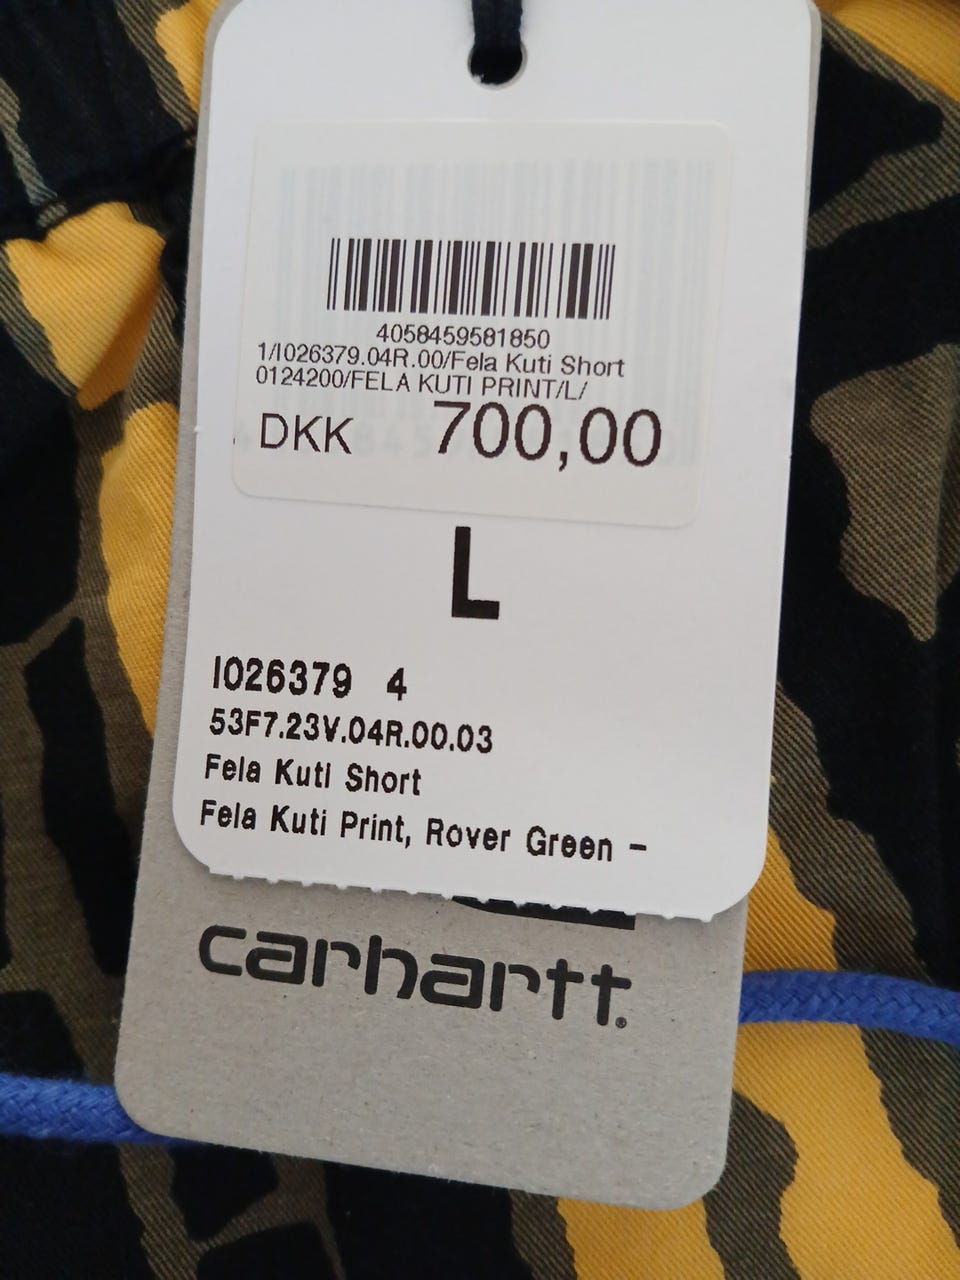 4058459581850
1/I026379.04R.00/Fela Kuti Short
0124200/FELA KUTI PRINT/L/
DKK 700,00
L
I026379 4
53F7.23V.04R.00.03
Fela Kuti Short
Fela Kuti Print, Rover Green -
carhartt®